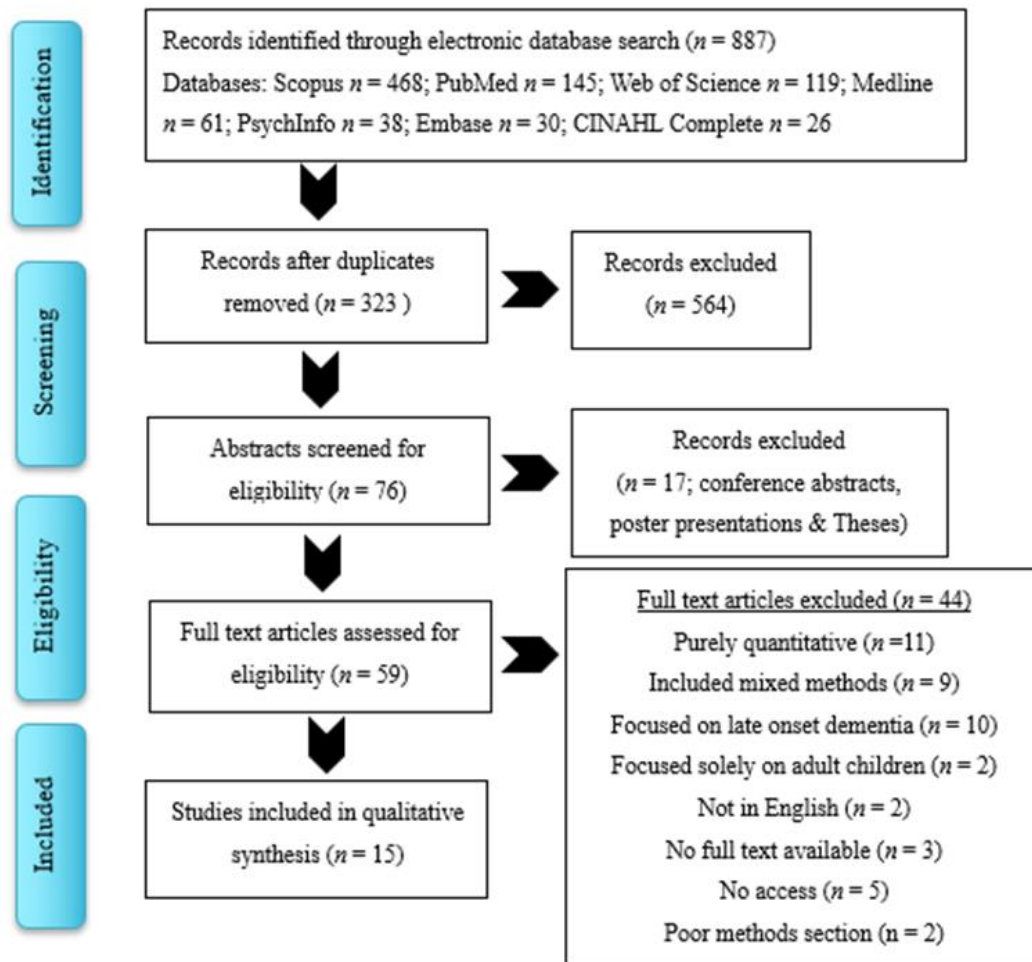 Identification
Records identified through electronic database search (n = 887)
Databases: Scopus n = 468; PubMed n = 145; Web of Science n = 119; Medline
n = 61; PsychInfo n = 38; Embase n = 30; CINAHL Complete n = 26
Screening
Records after duplicates
removed (n = 323 )
Records excluded
(n = 564)
Abstracts screened for
eligibility (n = 76)
Records excluded
(n = 17; conference abstracts,
poster presentations & Theses)
Eligibility
Full text articles assessed for
eligibility (n = 59)
Full text articles excluded (n = 44)
Purely quantitative (n =11)
Included mixed methods (n = 9)
Focused on late onset dementia (n = 10)
Focused solely on adult children (n = 2)
Not in English (n = 2)
No full text available (n = 3)
No access (n = 5)
Poor methods section (n = 2)
Included
Studies included in qualitative
synthesis (n = 15)